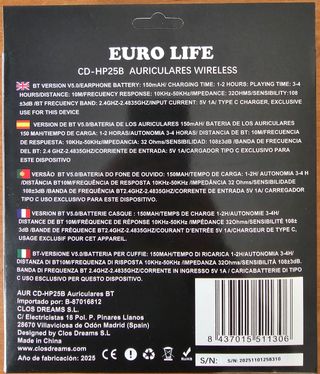 EURO LIFE
CD-HP25B AURICULARES WIRELESS
BT VERSION V5.0/EARPHONE BATTERY: 150mAH/ CHARGING TIME: 1-2 HOURS: PLAYING TIME: 3-4
HOURS/DISTANCE: 10M/FRECUENCY RESPONSE: 10KHz-50KHz/IMPEDANCE: 32OHMS/SENSIBILITY: 108
±3dB /BT FRECUENCY BAND: 2.4GHZ-2.4835GHZ/INPUT CURRENT: 5V 1A/ TYPE C CHARGER, EXCLUSIVE
USE FOR THIS DEVICE
VERSION DE BT V5.0/BATERIA DE LOS AURICULARES 150mAH/ BATERIA DE LOS AURICULARES
150 MAH/TIEMPO DE CARGA: 1-2 HORAS/AUTONOMIA 3-4 HORAS/ DISTANCIA DE BT: 10M/FRECUENCIA
DE RESPUESTA: 10KHz-50KHz/IMPEDANCIA: 32 OHMS/SENSIBILIDAD: 108±3dB /BANDA DE FRECUENCIA
DEL BT: 2.4 GHZ-2.4835GHZ/CORRIENTE DE ENTRADA: 5V 1A/CARGADOR TIPO C EXCLUSIVO PARA
ESTE DISPOSITIVO
VERSÃO BT V5.0/BATERIA DO FONE DE OUVIDO: 150MAH/TEMPO DE CARGA: 1-2H/ AUTONOMIA 3-4 H
/DISTÂNCIA BT10M/FREQUÊNCIA DE RESPOSTA 10KHz-50KHz /IMPEDÂNCIA 32 OHMS /SENSIBILIDADE
108±3dB /BANDA DE FREQUÊNCIA BT2.4GHZ-2.4835GHZ/CORRENTE DE ENTRADA 5V 1A/ CARREGADOR
TIPO C USO EXCLUSIVO PARA ESTE DISPOSITIVO
VERSION BT V5.0/BATTERIE CASQUE : 150MAH/TEMPS DE CHARGE 1-2H/AUTONOMIE 3-4H/
DISTANCE DE BT 10M/FRÉQUENCE DE RÉPONSE 10KHz-50KHz /IMPÉDANCE 32OHMS/SENSIBILITÉ 108±
3dB/BANDE DE FRÉQUENCE BT2.4GHZ-2.4835GHZ/COURANT D'ENTRÉE 5V 1A/CHARGEUR DE TYPE C,
USAGE EXCLUSIF POUR CET APPAREIL.
BT-VERSIONE V5.0/BATTERIA PER CUFFIE: 150MAH/TEMPO DI RICARICA 1-2H/AUTONOMIA 3-4H/
DISTANZA DI BT10M/FREQUENZA DI RISPOSTA 10KHz-50KHz /IMPEDANZA 32OHMS/SENSIBILITÀ 108±3dB.
BANDA DI FREQUENZA BT 2.4GHZ-2.4835GHZ/CORRENTE IN INGRESSO 5V 1A / CARICABATTERIE DI TIPO
C USO ESCLUSIVO PER QUESTO DISPOSITIVO.
AUR CD-HP25B Auriculares BT
Importado por: B-87016812
CLOS DREAMS S.L.
C/ Electricistas 18 Pol. P. Pinares Llanos
28670 Villaviciosa de Odón Madrid (Spain)
Designed by Clos Dreams S.L.
Made in China
www.closdreams.com
Año de fabricación: 2025
8 437015 511306
S/N: S/N: 20251101258310